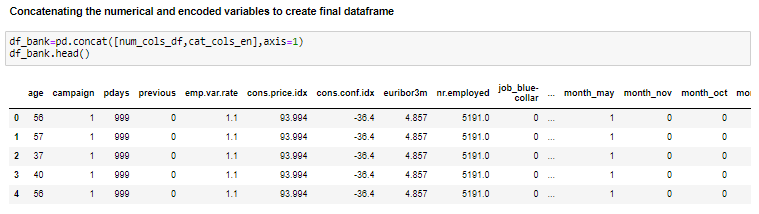 Concatenating the numerical and encoded variables to create final dataframe
df_bank=pd.concat([num_cols_df,cat_cols_en],axis=1)
df_bank.head()
age campaign pdays previous emp.var.rate cons.price.idx cons.conf.idx euribor3m nr.employed job_blue-collar ... month_may month_nov month_oct mo
0 56 1 999 0 1.1 93.994 -36.4 4.857 5191.0 0 ... 1 0 0
1 57 1 999 0 1.1 93.994 -36.4 4.857 5191.0 0 ... 1 0 0
2 37 1 999 0 1.1 93.994 -36.4 4.857 5191.0 0 ... 1 0 0
3 40 1 999 0 1.1 93.994 -36.4 4.857 5191.0 0 ... 1 0 0
4 56 1 999 0 1.1 93.994 -36.4 4.857 5191.0 0 ... 1 0 0